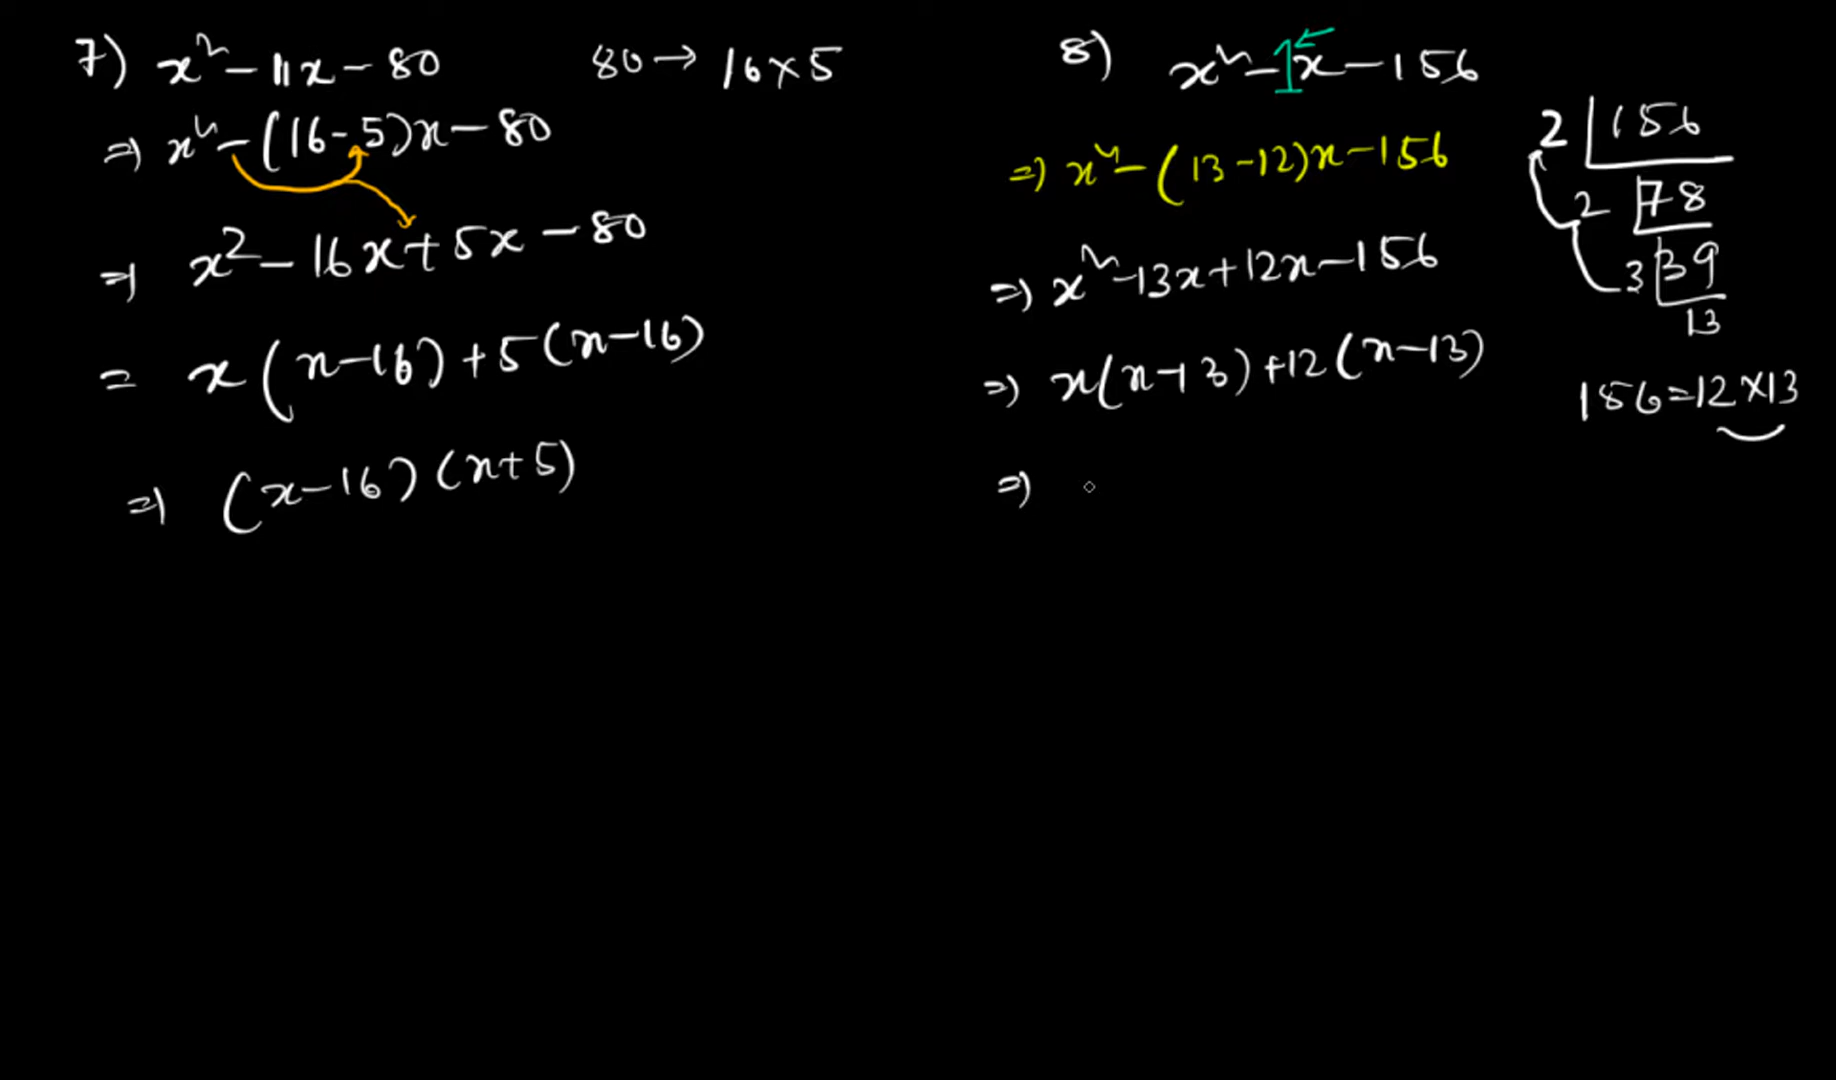 7) x² - 11x - 80    80 → 16 × 5
⇒ x² - (16 - 5)x - 80
⇒ x² - 16x + 5x - 80
= x(x - 16) + 5(x - 16)
⇒ (x - 16)(x + 5)
8) x² - 1x - 156
⇒ x² - (13 - 12)x - 156
⇒ x² - 13x + 12x - 156
⇒ x(x - 13) + 12(x - 13)
⇒
2 | 156
2 | 78
3 | 39
13
156 = 12 × 13